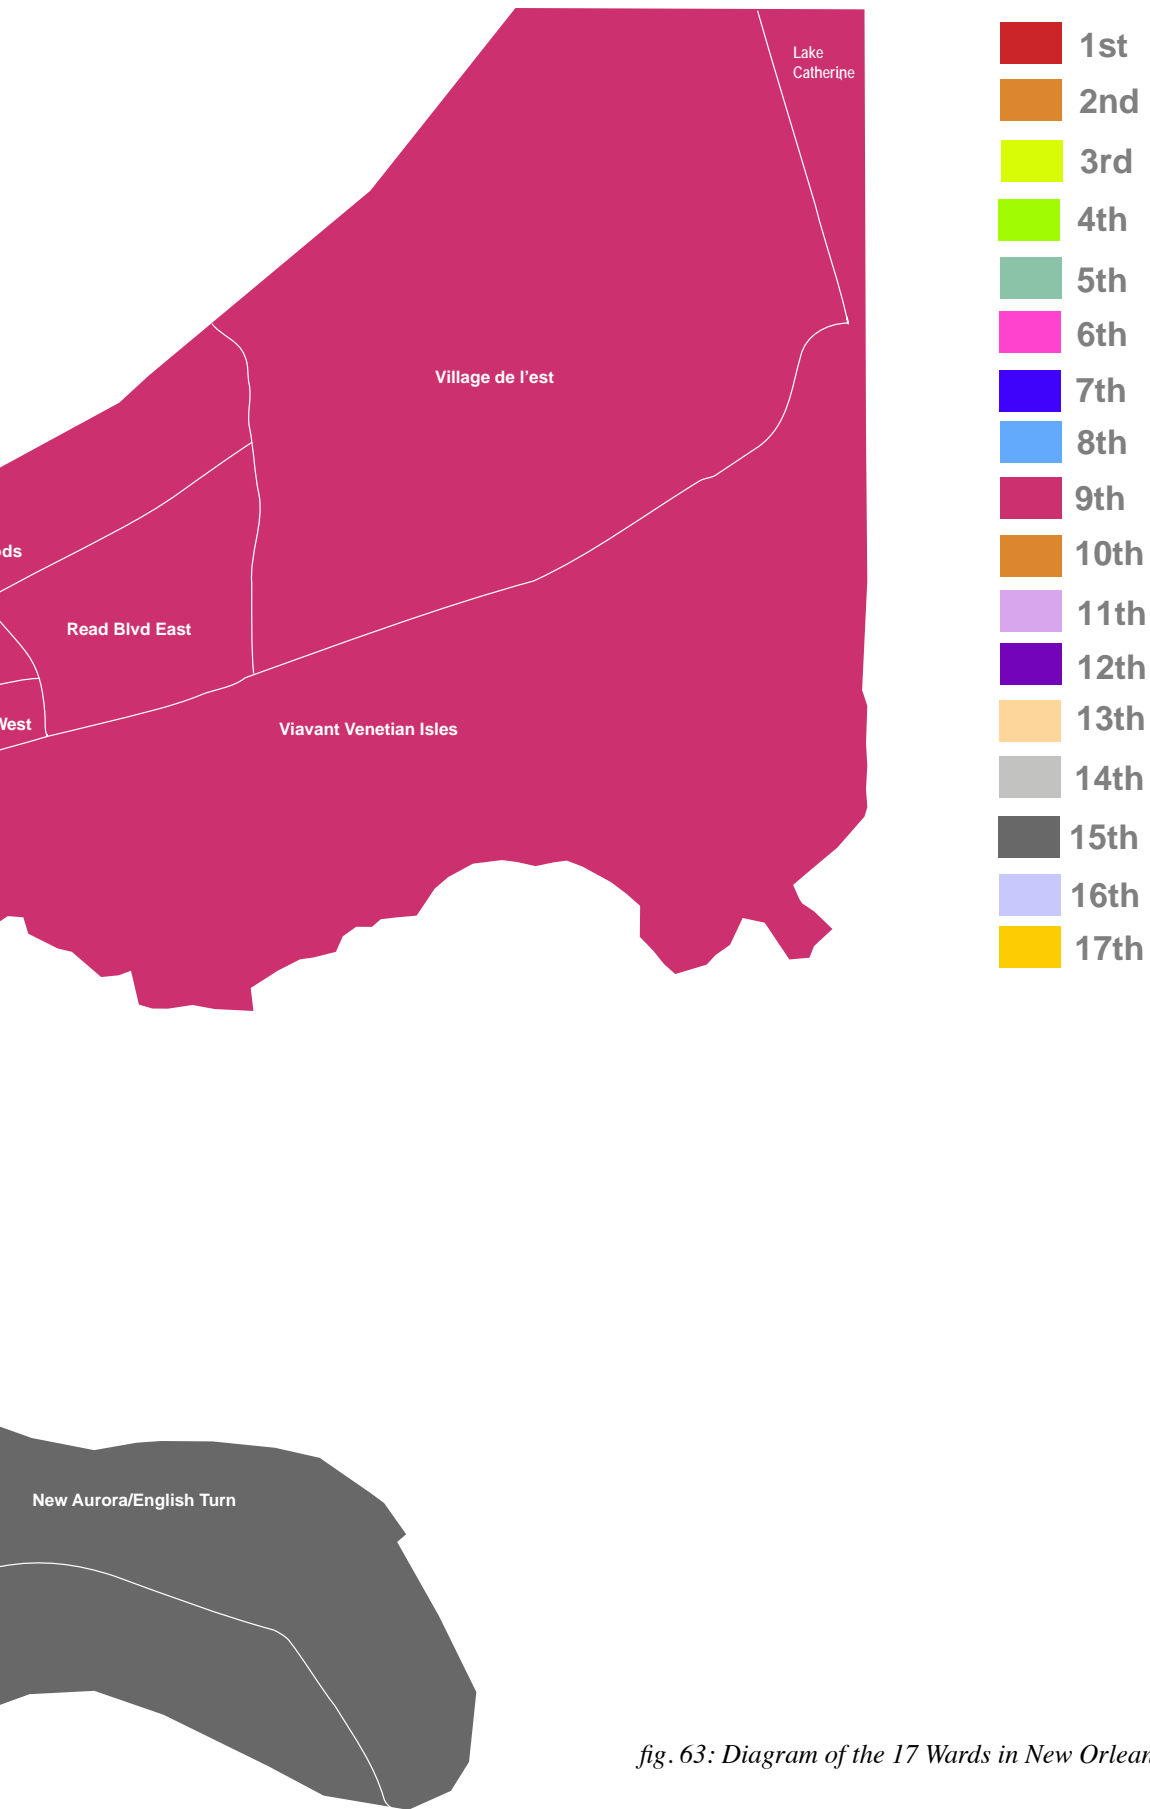 Lake
Catherine
Village de l'est
ods
Read Blvd East
West
Viavant Venetian Isles
1st
2nd
3rd
4th
5th
6th
7th
8th
9th
10th
11th
12th
13th
14th
15th
16th
17th
New Aurora/English Turn
fig. 63: Diagram of the 17 Wards in New Orlean